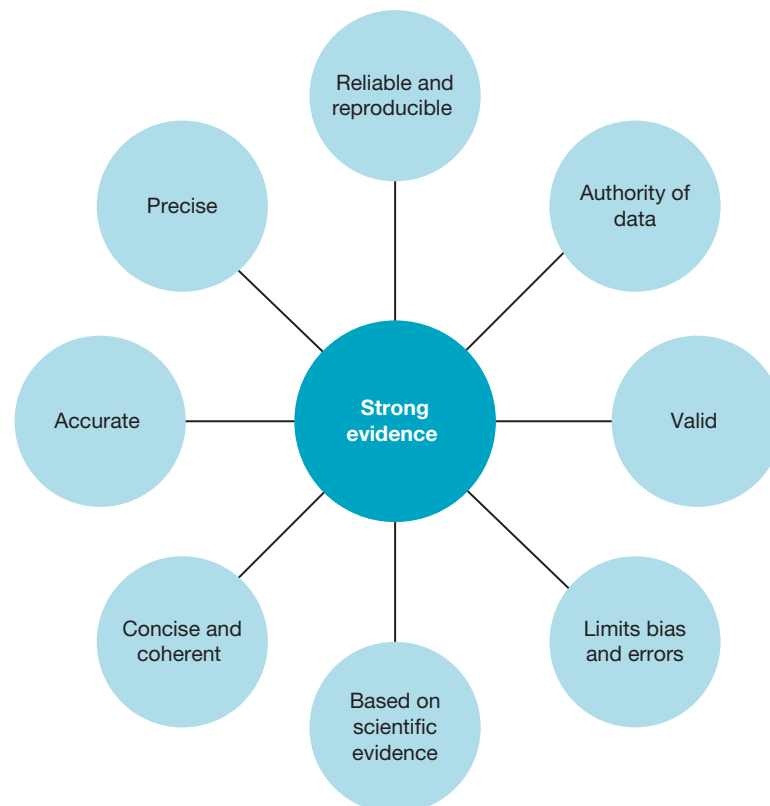 Reliable and
reproducible
Precise
Authority of
data
Accurate
Strong
evidence
Valid
Concise and
coherent
Limits bias
and errors
Based on
scientific
evidence